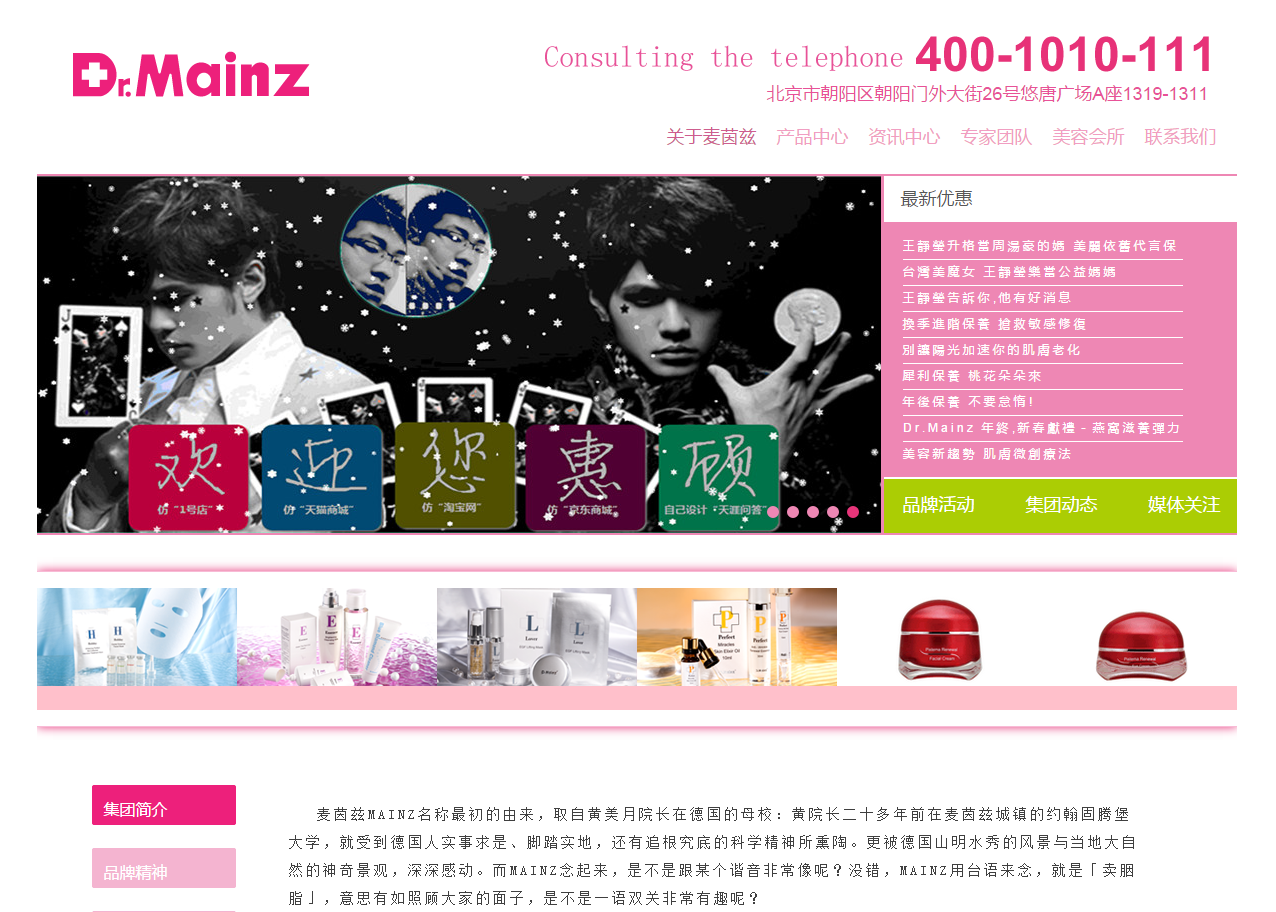 Dr.Mainz
Consulting the telephone 400-1010-111
北京市朝阳区朝阳门外大街26号悠唐广场A座1319-1311
关于麦茵兹 产品中心 资讯中心 专家团队 美容会所 联系我们
最新优惠
王靜瑩升格當周湯豪的媽 美麗依舊代言保
台灣美魔女 王靜瑩樂當公益媽媽
王靜瑩告訴你,他有好消息
換季進階保養 搶救敏感修復
別讓陽光加速你的肌膚老化
犀利保養 桃花朵朵來
年後保養 不要怠惰!
Dr.Mainz 年終,新春獻禮－燕窩滋養彈力
美容新趨勢 肌膚微創療法
品牌活动 集团动态 媒体关注
J
欢 迎 您 惠 顾
仿 “1号店” 仿 “天猫商城” 仿 “淘宝网” 仿 “京东商城” 自己设计 “天涯问答”
H H E E L L P P
Lover
Perfect
Miracles
Skin Elixir Oil
10ml
Potama Renewal
Facial Cream
Potama Renewal
集团简介
品牌精神
麦茵兹MAINZ名称最初的由来，取自黄美月院长在德国的母校：黄院长二十多年前在麦茵兹城镇的约翰固腾堡
大学，就受到德国人实事求是、脚踏实地，还有追根究底的科学精神所熏陶。更被德国山明水秀的风景与当地大自
然的神奇景观，深深感动。而MAINZ念起来，是不是跟某个谐音非常像呢？没错，MAINZ用台语来念，就是「卖胭
脂」，意思有如照顾大家的面子，是不是一语双关非常有趣呢？